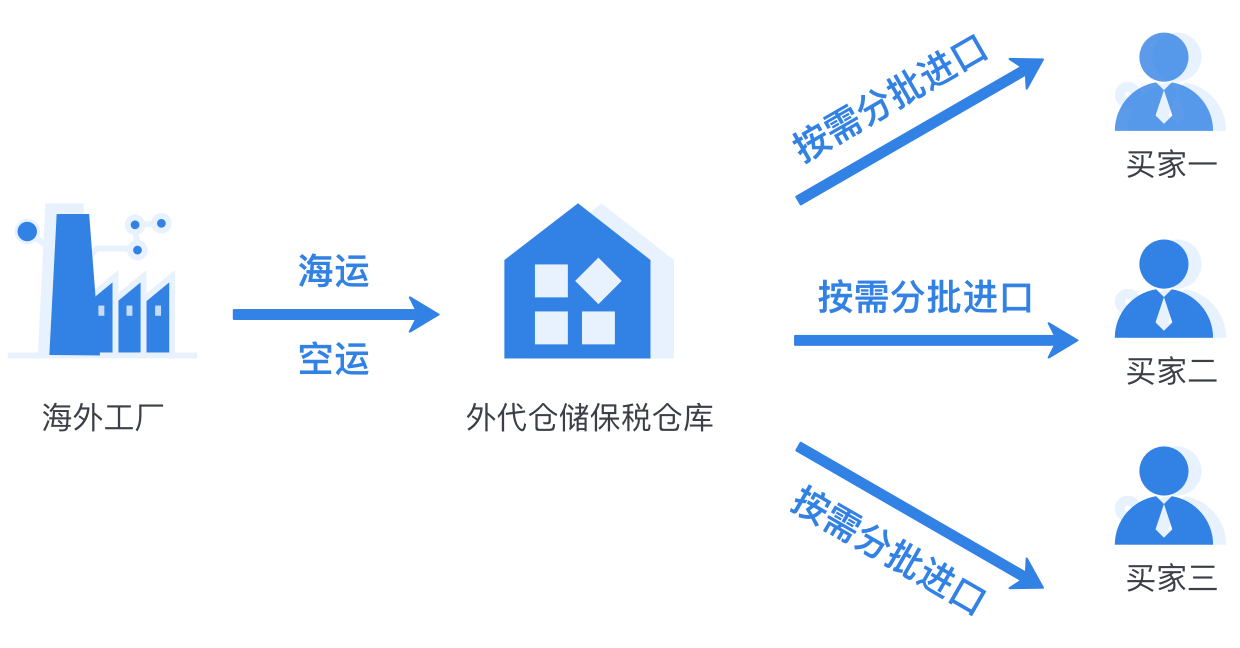 海外工厂
海运
空运
外代仓储保税仓库
按需分批进口
买家一
按需分批进口
买家二
按需分批进口
买家三